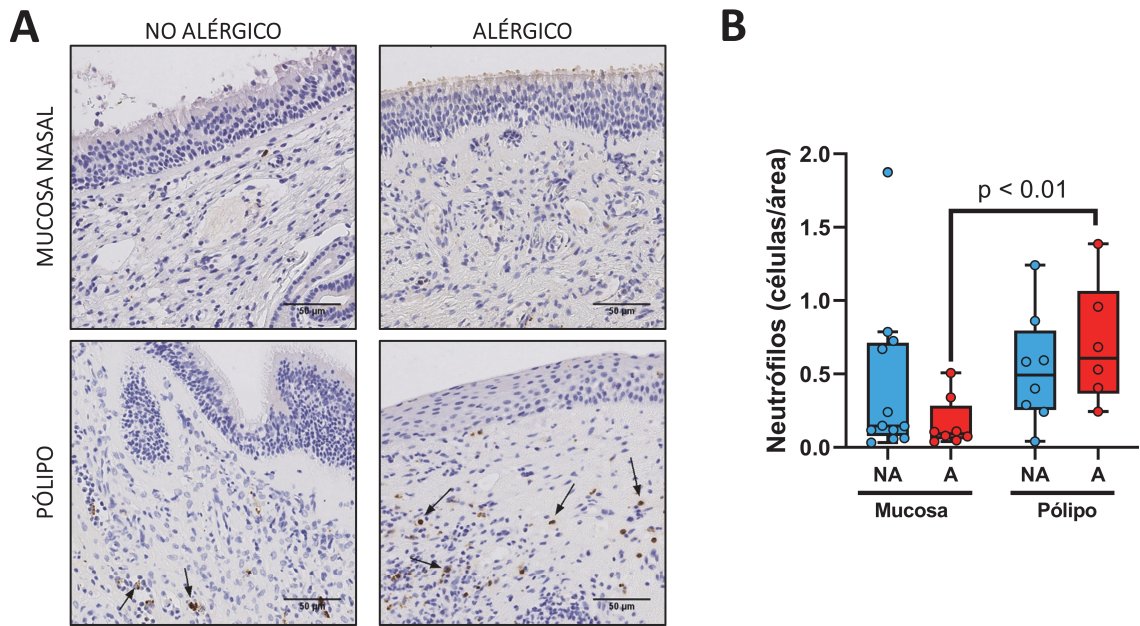 A
NO ALÉRGICO
ALÉRGICO
MUCOSA NASAL
50 µm
50 µm
PÓLIPO
50 µm
50 µm
B
Neutrófilos (células/área)
2.0
1.5
1.0
0.5
0.0
p < 0.01
NA A NA A
Mucosa Pólipo